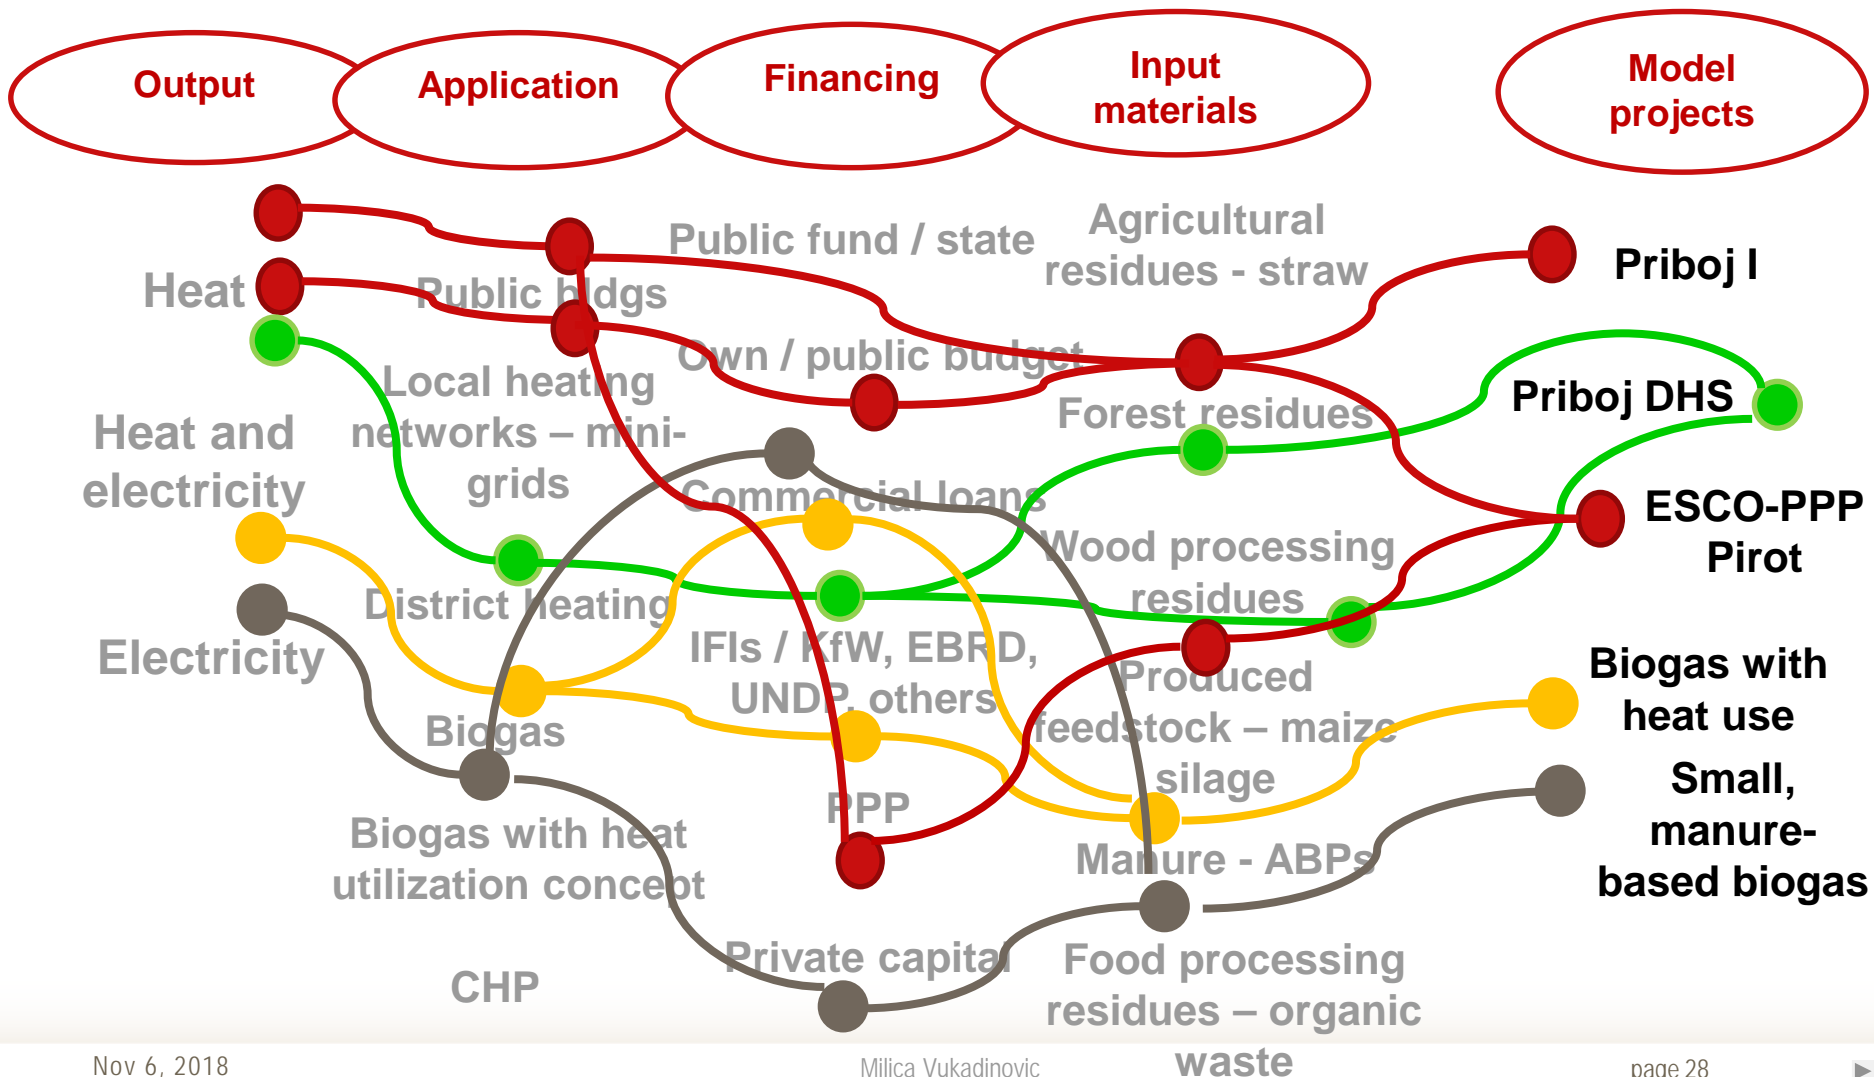 Output
Application
Financing
Input
materials
Model
projects
Heat
Heat and
electricity
Electricity
Public bldgs
Local heating
networks – mini-
grids
District heating
Biogas
Biogas with heat
utilization concept
CHP
Public fund / state
Own / public budget
Commercial loans
IFIs / KfW, EBRD,
UNDP, others
PPP
Private capital
Agricultural
residues - straw
Forest residues
Wood processing
residues
Produced
feedstock – maize
silage
Manure - ABPs
Food processing
residues – organic
waste
Priboj I
Priboj DHS
ESCO-PPP
Pirot
Biogas with
heat use
Small,
manure-
based biogas
Nov 6, 2018
Milica Vukadinovic
page 28